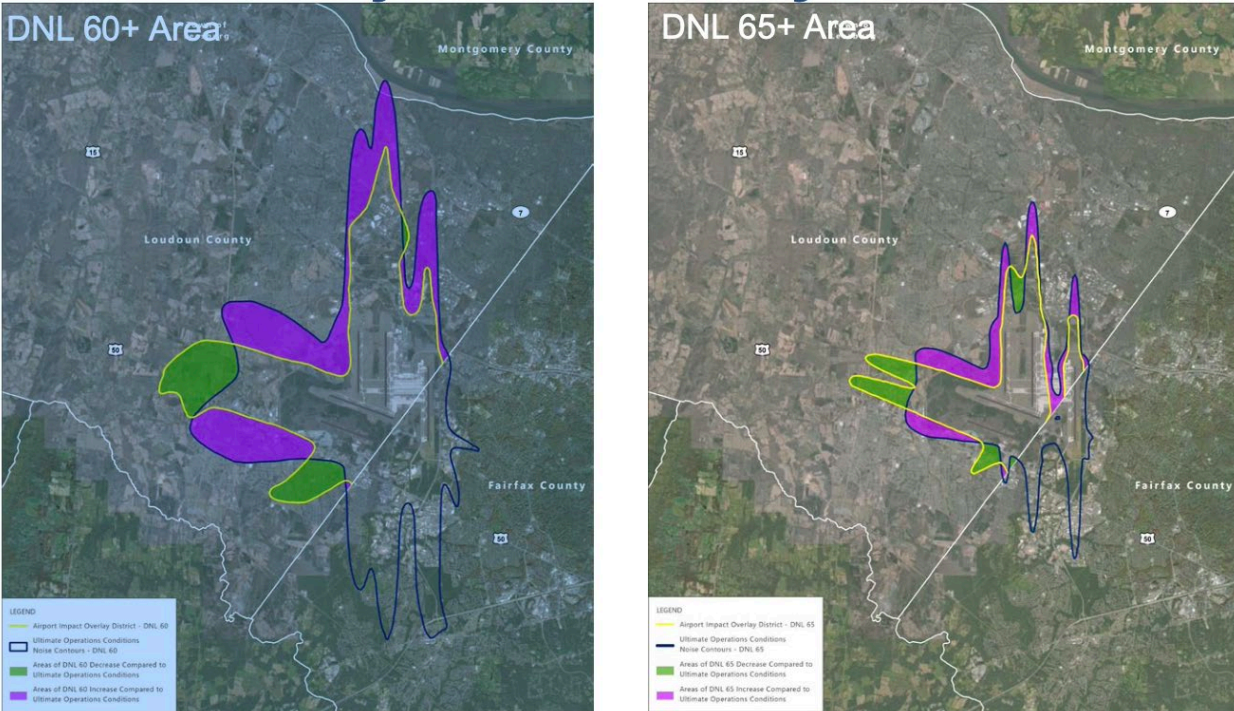 DNL 60+ Area
Montgomery County
15
7
Loudoun County
50
Fairfax County
50
LEGEND
Airport Impact Overlay District - DNL 60
Ultimate Operations Conditions
Noise Contours - DNL 60
Areas of DNL 60 Decrease Compared to
Ultimate Operations Conditions
Areas of DNL 60 Increase Compared to
Ultimate Operations Conditions
DNL 65+ Area
Montgomery County
15
7
Loudoun County
50
Fairfax County
50
LEGEND
Airport Impact Overlay District - DNL 65
Ultimate Operations Conditions
Noise Contours - DNL 65
Areas of DNL 65 Decrease Compared to
Ultimate Operations Conditions
Areas of DNL 65 Increase Compared to
Ultimate Operations Conditions